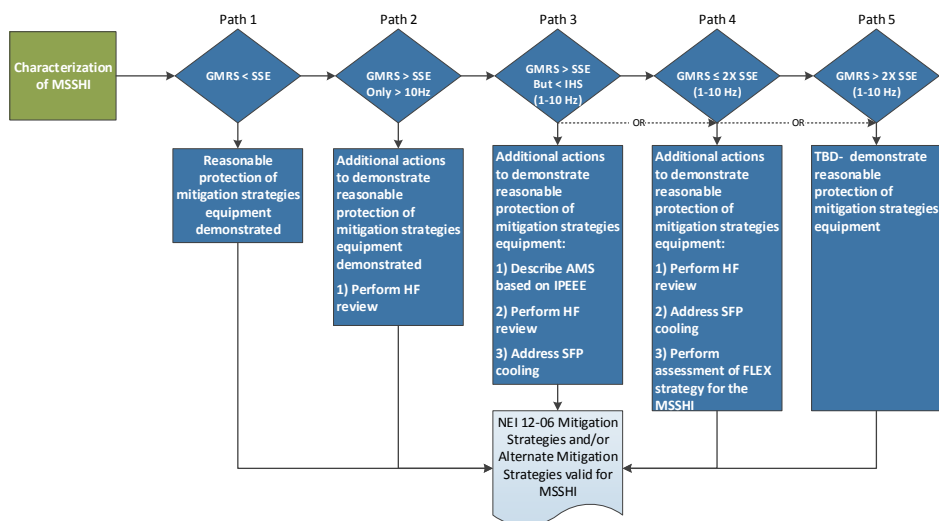 Path 1
Path 2
Path 3
Path 4
Path 5
Characterization
of MSSHI
GMRS < SSE
GMRS > SSE
Only > 10Hz
GMRS > SSE
But < IHS
(1-10 Hz)
GMRS ≤ 2X SSE
(1-10 Hz)
GMRS > 2X SSE
(1-10 Hz)
OR
OR
Reasonable
protection of
mitigation strategies
equipment
demonstrated
Additional actions
to demonstrate
reasonable
protection of
mitigation strategies
equipment
demonstrated
1) Perform HF
review
Additional actions
to demonstrate
reasonable
protection of
mitigation strategies
equipment:
1) Describe AMS
based on IPEEE
2) Perform HF
review
3) Address SFP
cooling
Additional actions
to demonstrate
reasonable
protection of
mitigation strategies
equipment:
1) Perform HF
review
2) Address SFP
cooling
3) Perform
assessment of FLEX
strategy for the
MSSHI
TBD- demonstrate
reasonable
protection of
mitigation strategies
equipment
NEI 12-06 Mitigation
Strategies and/or
Alternate Mitigation
Strategies valid for
MSSHI